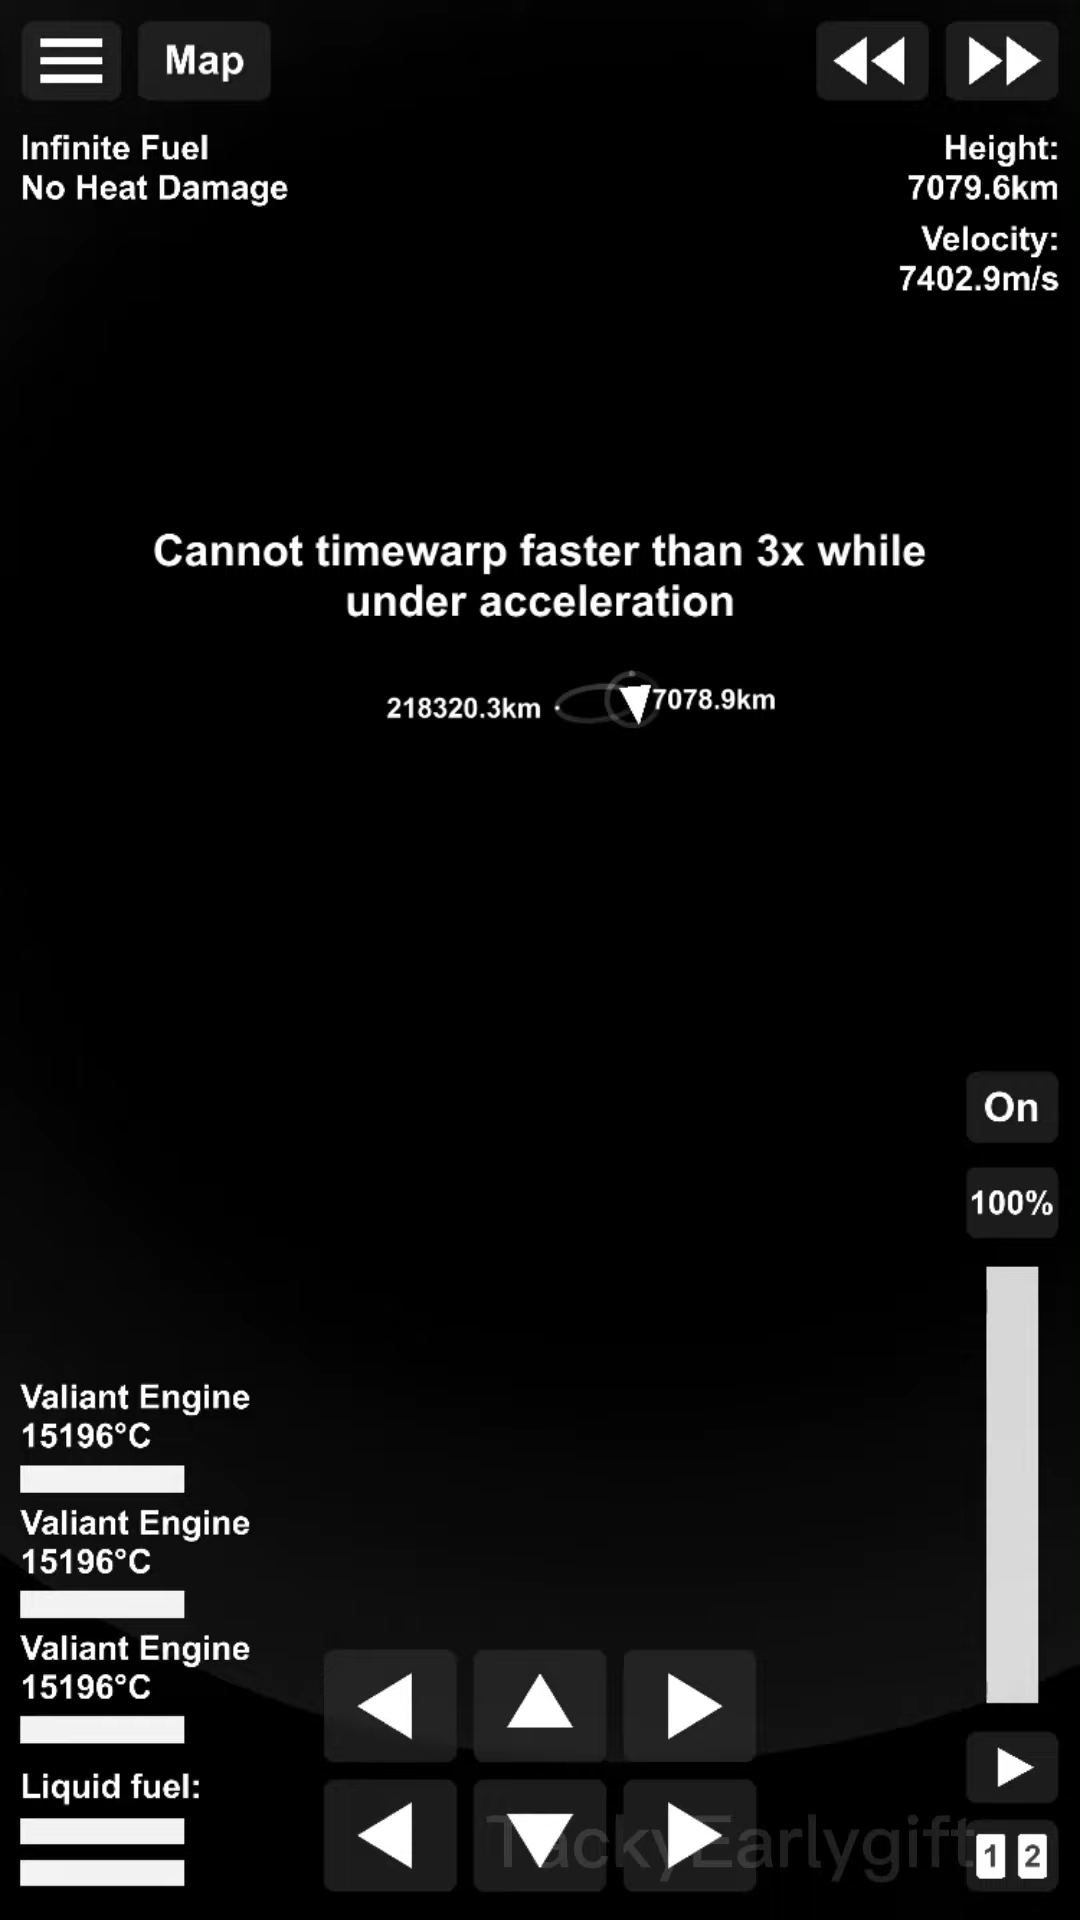 Map
Infinite Fuel
No Heat Damage
Height:
7079.6km
Velocity:
7402.9m/s
Cannot timewarp faster than 3x while
under acceleration
218320.3km
7078.9km
On
100%
Valiant Engine
15196°C
Valiant Engine
15196°C
Valiant Engine
15196°C
Liquid fuel:
TackyEarlygift
1 2